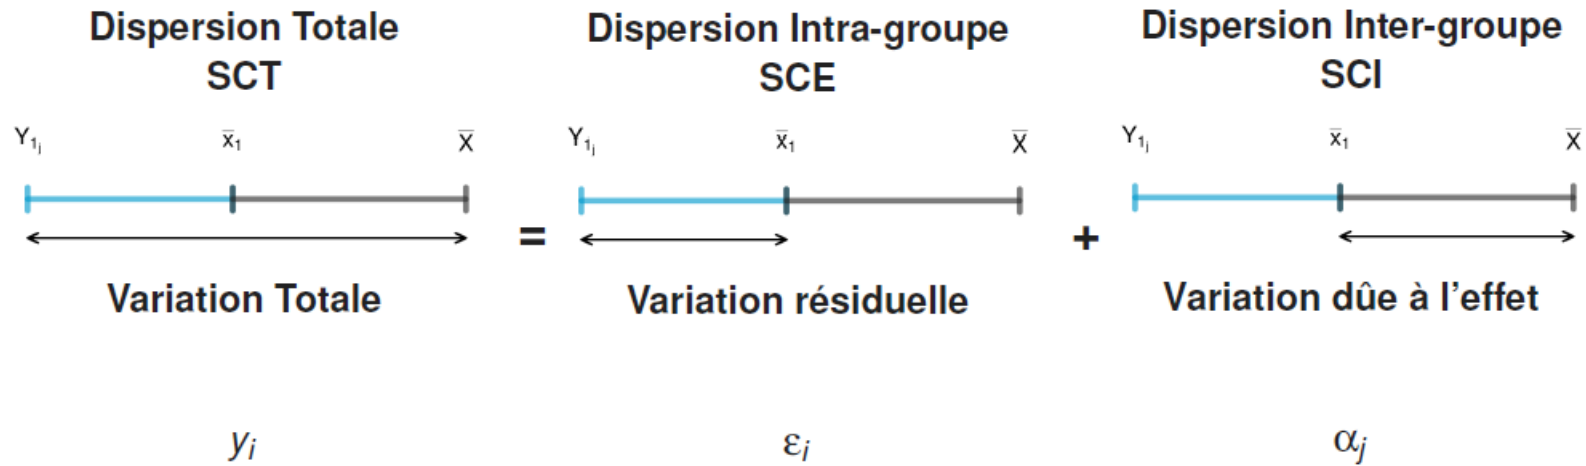 Dispersion Totale
SCT
Y1j x̄1 X̄
Variation Totale
yi
=
Dispersion Intra-groupe
SCE
Y1j x̄1 X̄
Variation résiduelle
εi
+
Dispersion Inter-groupe
SCI
Y1j x̄1 X̄
Variation dûe à l'effet
αj